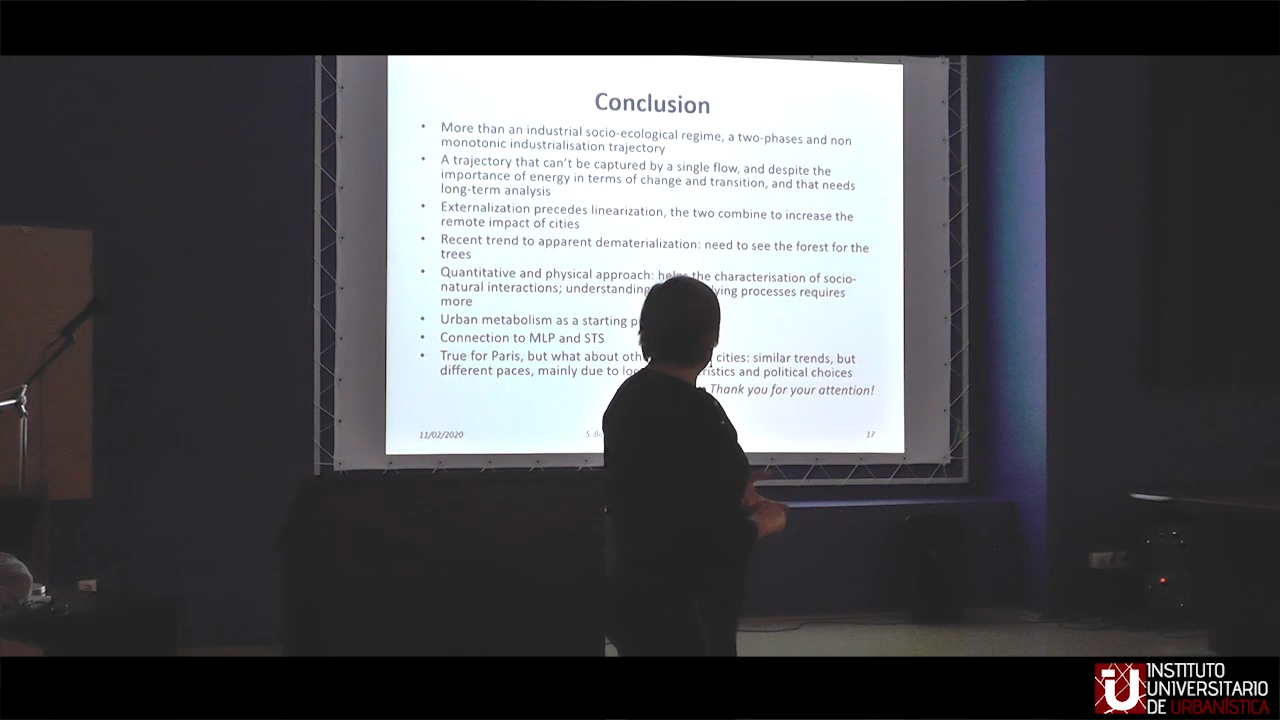 Conclusion
• More than an industrial socio-ecological regime, a two-phases and non
monotonic industrialisation trajectory
• A trajectory that can't be captured by a single flow, and despite the
importance of energy in terms of change and transition, and that needs
long-term analysis
• Externalization precedes linearization, the two combine to increase the
remote impact of cities
• Recent trend to apparent dematerialization: need to see the forest for the
trees
• Quantitative and physical approach: helps the characterisation of socio-
natural interactions; understanding processes requires
more
• Urban metabolism as a starting
• Connection to MLP and STS
• True for Paris, but what about cities: similar trends, but
different paces, mainly due to and political choices
Thank you for your attention!
11/02/2020 S. 17
INSTITUTO
UNIVERSITARIO
DE URBANÍSTICA